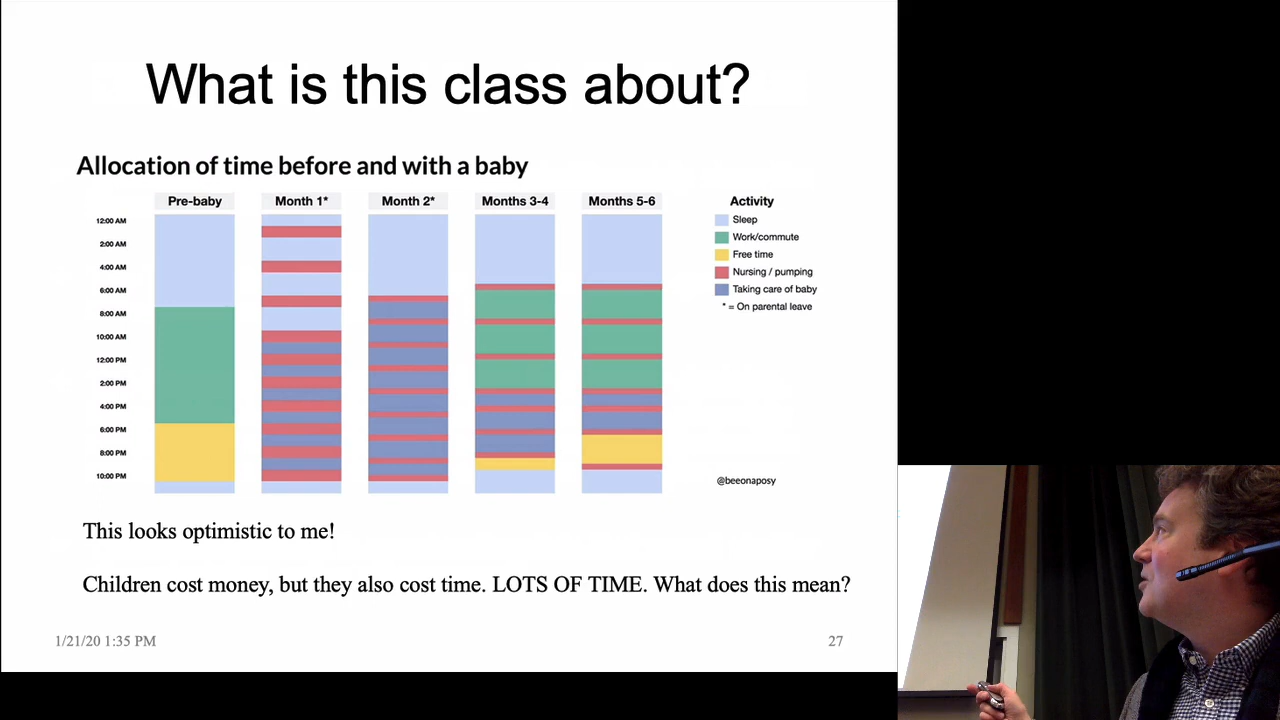 What is this class about?
Allocation of time before and with a baby
Pre-baby
Month 1*
Month 2*
Months 3-4
Months 5-6
Activity
12:00 AM
2:00 AM
4:00 AM
6:00 AM
8:00 AM
10:00 AM
12:00 PM
2:00 PM
4:00 PM
6:00 PM
8:00 PM
10:00 PM
Sleep
Work/commute
Free time
Nursing / pumping
Taking care of baby
* = On parental leave
@beeonaposy
This looks optimistic to me!
Children cost money, but they also cost time. LOTS OF TIME. What does this mean?
1/21/20 1:35 PM
27